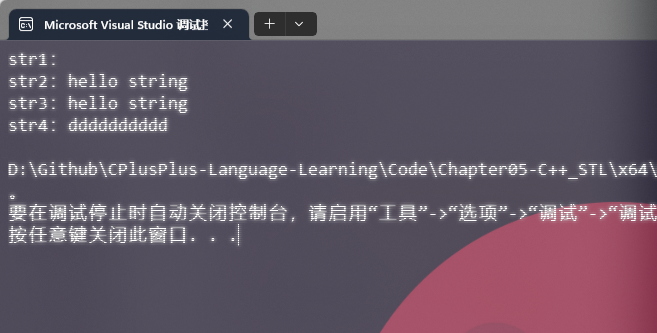 Microsoft Visual Studio 调试
str1:
str2: hello string
str3: hello string
str4: dddddddddd
D:\Github\CPlusPlus-Language-Learning\Code\Chapter05-C++_STL\x64\
。
要在调试停止时自动关闭控制台，请启用“工具”->“选项”->“调试”->“调试
按任意键关闭此窗口. . .